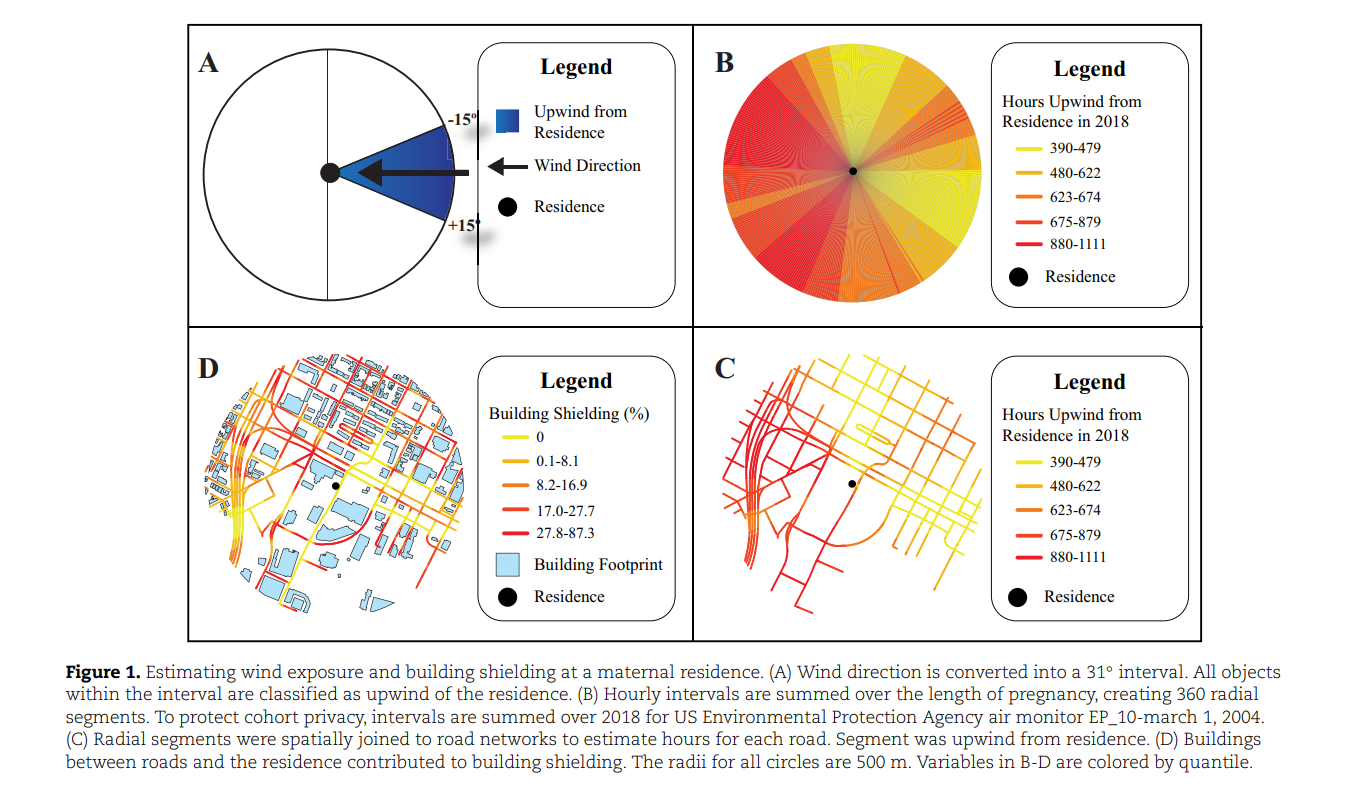 A
-15°
+15°
Legend
Upwind from
Residence
Wind Direction
Residence
B
Legend
Hours Upwind from
Residence in 2018
390-479
480-622
623-674
675-879
880-1111
Residence
D
Legend
Building Shielding (%)
0
0.1-8.1
8.2-16.9
17.0-27.7
27.8-87.3
Building Footprint
Residence
C
Legend
Hours Upwind from
Residence in 2018
390-479
480-622
623-674
675-879
880-1111
Residence
Figure 1. Estimating wind exposure and building shielding at a maternal residence. (A) Wind direction is converted into a 31° interval. All objects
within the interval are classified as upwind of the residence. (B) Hourly intervals are summed over the length of pregnancy, creating 360 radial
segments. To protect cohort privacy, intervals are summed over 2018 for US Environmental Protection Agency air monitor EP_10-march 1, 2004.
(C) Radial segments were spatially joined to road networks to estimate hours for each road. Segment was upwind from residence. (D) Buildings
between roads and the residence contributed to building shielding. The radii for all circles are 500 m. Variables in B-D are colored by quantile.